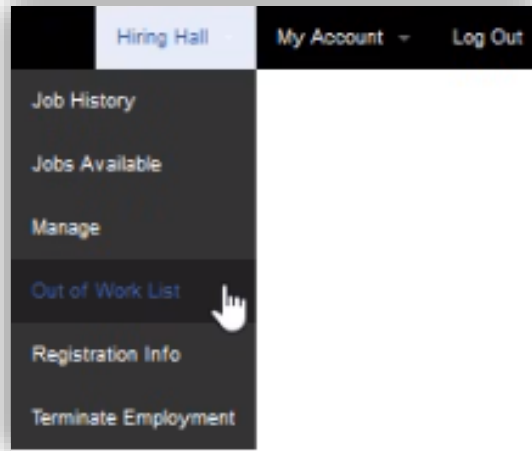 Hiring Hall My Account Log Out
Job History
Jobs Available
Manage
Out of Work List
Registration Info
Terminate Employment